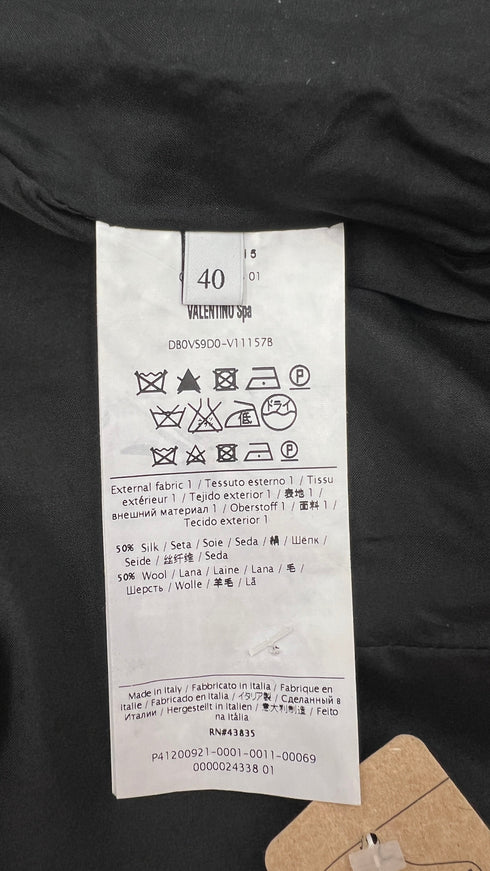 15
01
40
VALENTINO Spa
DB0VS9D0-V11157B
P
低 ドライ
P
External fabric 1 / Tessuto esterno 1 / Tissu
extérieur 1 / Tejido exterior 1 / 表地 1 /
внешний материал 1 / Oberstoff 1 / 面料 1 /
Tecido exterior 1
50% Silk / Seta / Soie / Seda / 絹 / Шелк /
Seide / 丝纤维 / Seda
50% Wool / Lana / Laine / Lana / 毛 /
Шерсть / Wolle / 羊毛 / Lã
Made in Italy / Fabbricato in Italia / Fabrique en
Italie / Fabricado en Italia / イタリア製 / Сделанный в
Италии / Hergestellt in Italien / 意大利制造 / Feito
na Itàlia
RN#43835
P41200921-0001-0011-00069
0000024338 01